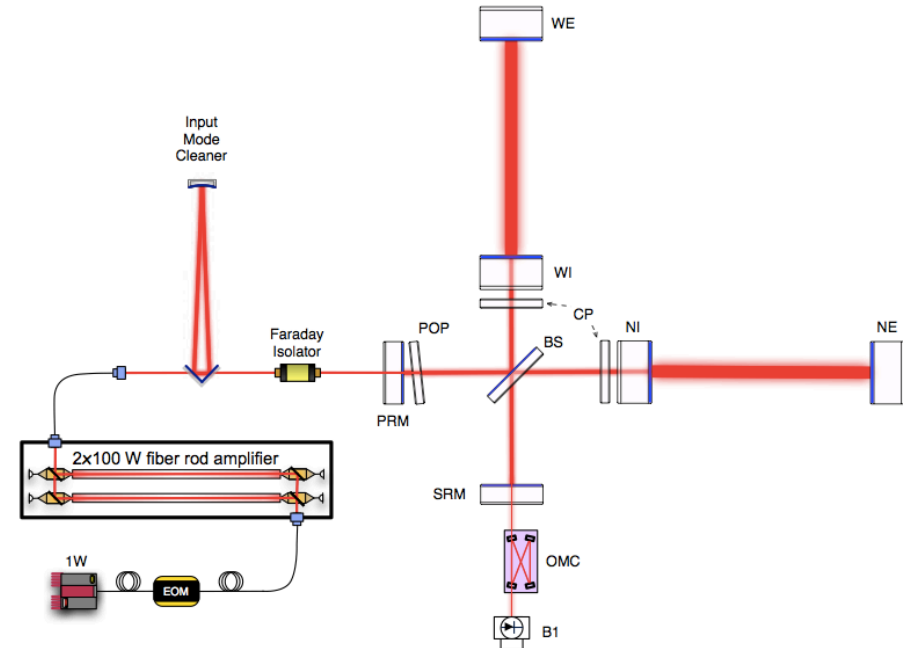 WE
Input
Mode
Cleaner
WI
CP
Faraday
Isolator
POP
BS
NI
NE
PRM
2x100 W fiber rod amplifier
SRM
1W
EOM
OMC
B1